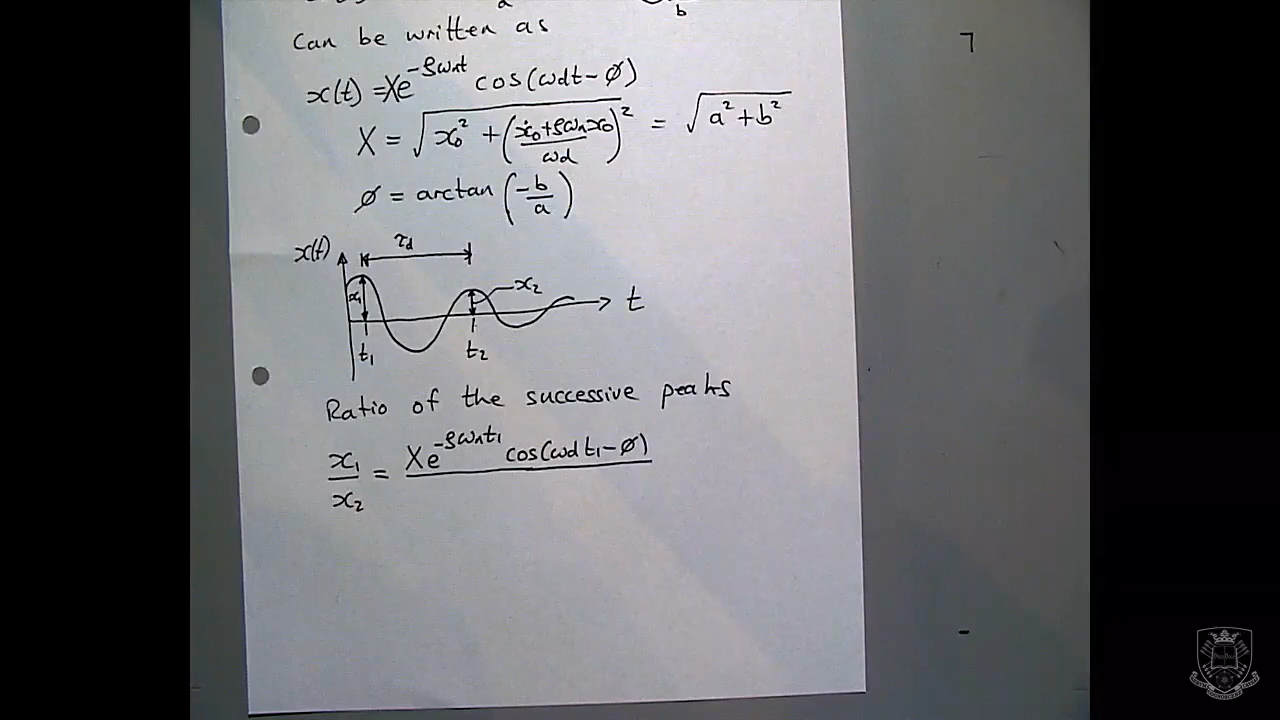 a b
Can be written as
x(t) = Xe^{-ζωnt} cos(ωdt-φ)
X = √(x₀² + ((ẋ₀+ζωnx₀)/ωd)²) = √(a²+b²)
φ = arctan (-b/a)
x(t) τd
x₁ x₂ t
t₁ t₂
Ratio of the successive peaks
x₁/x₂ = Xe^{-ζωnt₁} cos(ωdt₁-φ)
7
-